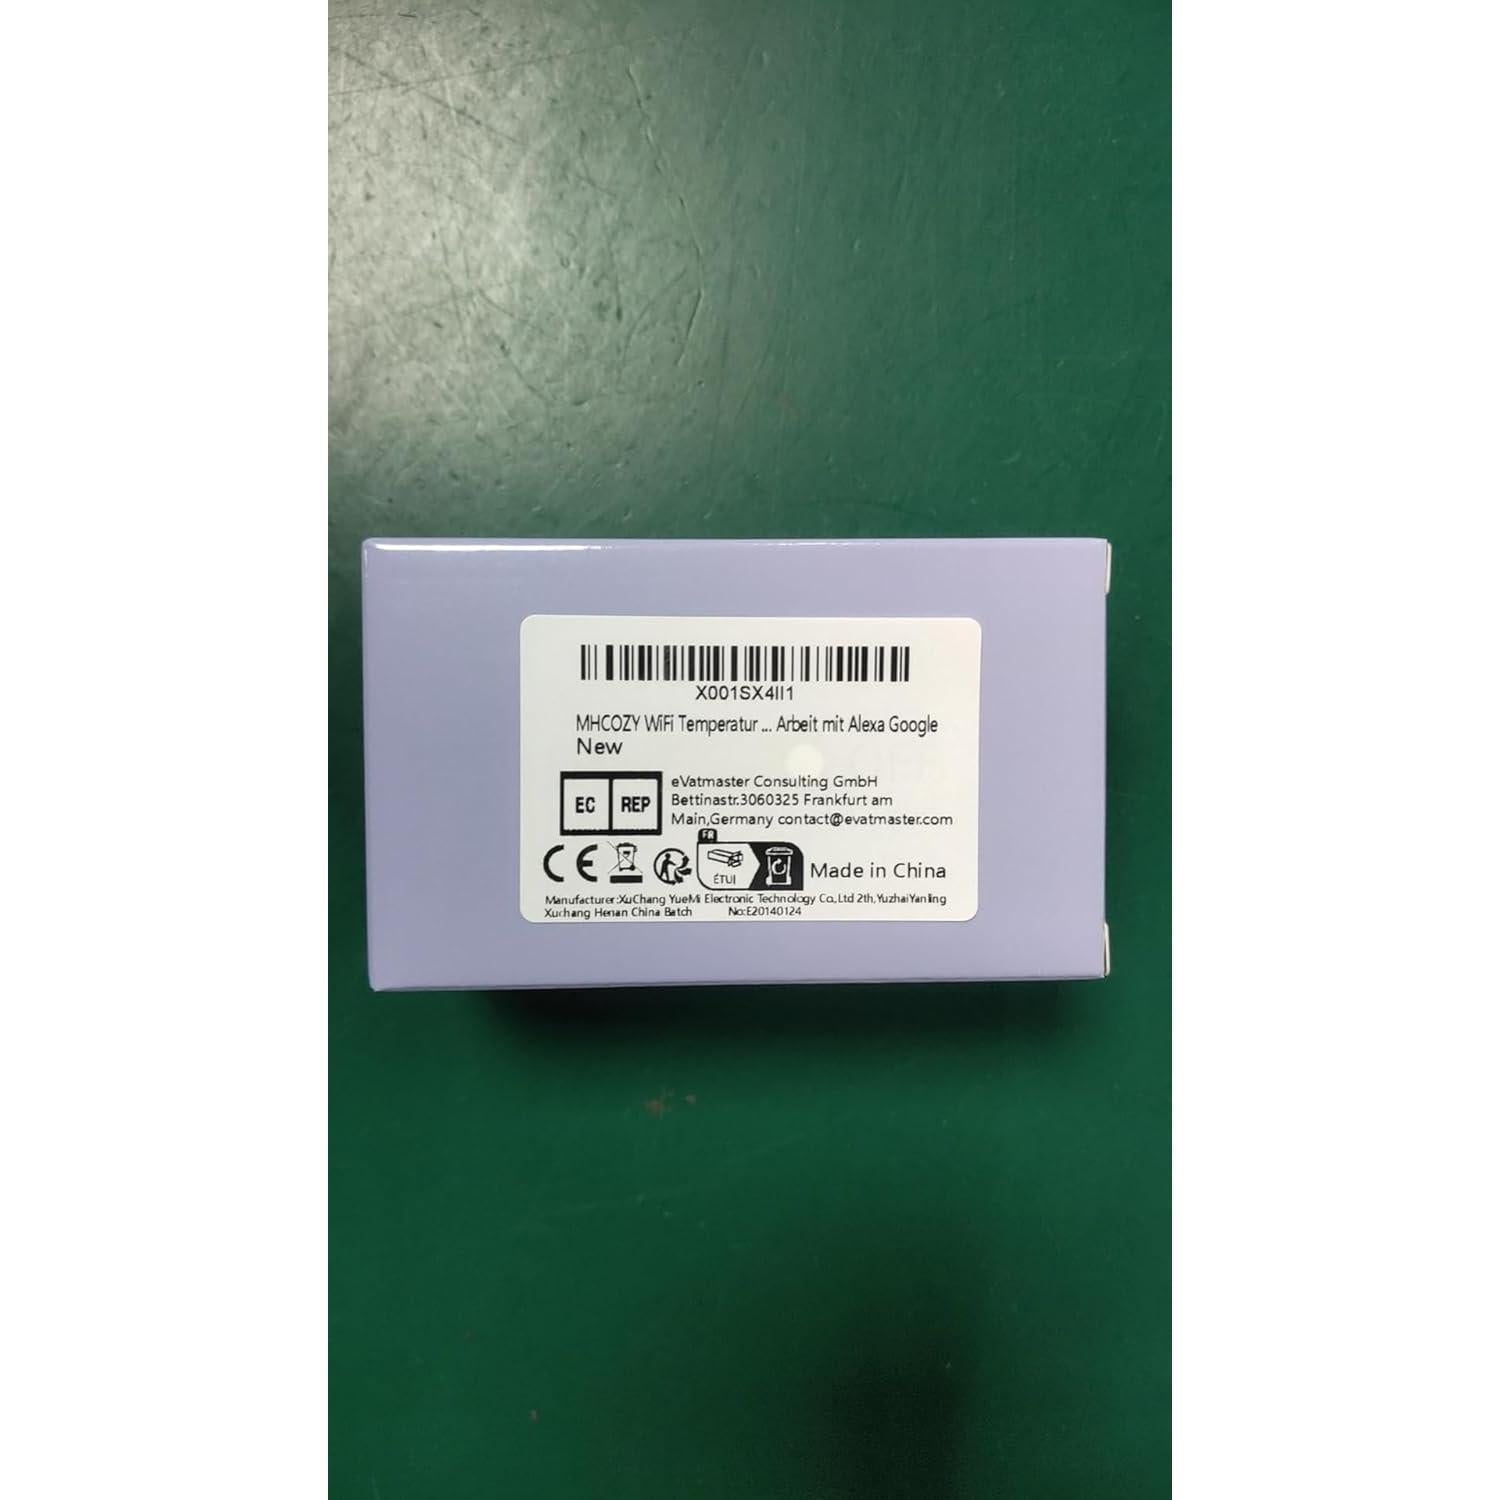 X001SX4II1
MHCOZY WiFi Temperatur ... Arbeit mit Alexa Google
New
EC REP
eVatmaster Consulting GmbH
Bettinastr.3060325 Frankfurt am
Main,Germany contact@evatmaster.com
FR
CE
ÉTUI
Made in China
Manufacturer:XuChang YueMi Electronic Technology Co,Ltd 2th,YuzhaiYanling
Xuchang Henan China Batch No:E20140124